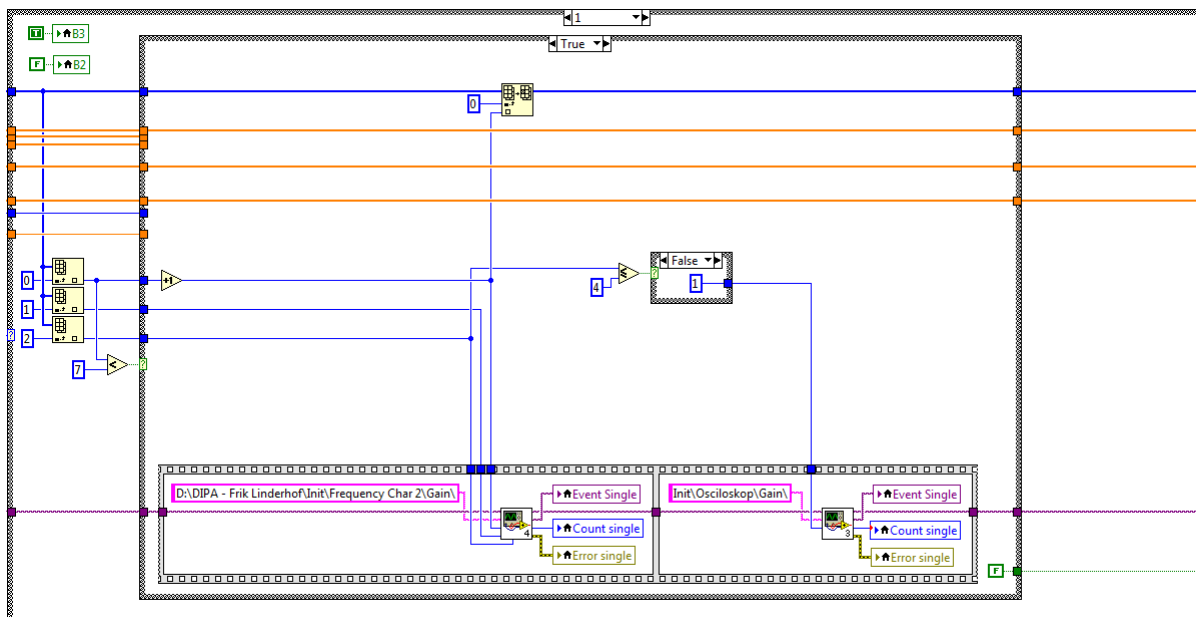 1
T
B3
True
F
B2
0
0
+1
False
1
4
1
2
7
D:\DIPA - Frik Linderhof\Init\Frequency Char 2\Gain\
Event Single
Init\Osciloskop\Gain\
Event Single
4
Count single
3
Count single
Error single
Error single
F